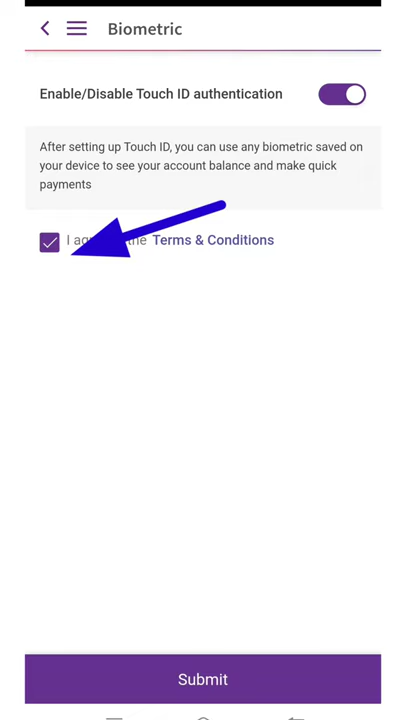 Biometric
Enable/Disable Touch ID authentication
After setting up Touch ID, you can use any biometric saved on
your device to see your account balance and make quick
payments
I the Terms & Conditions
Submit